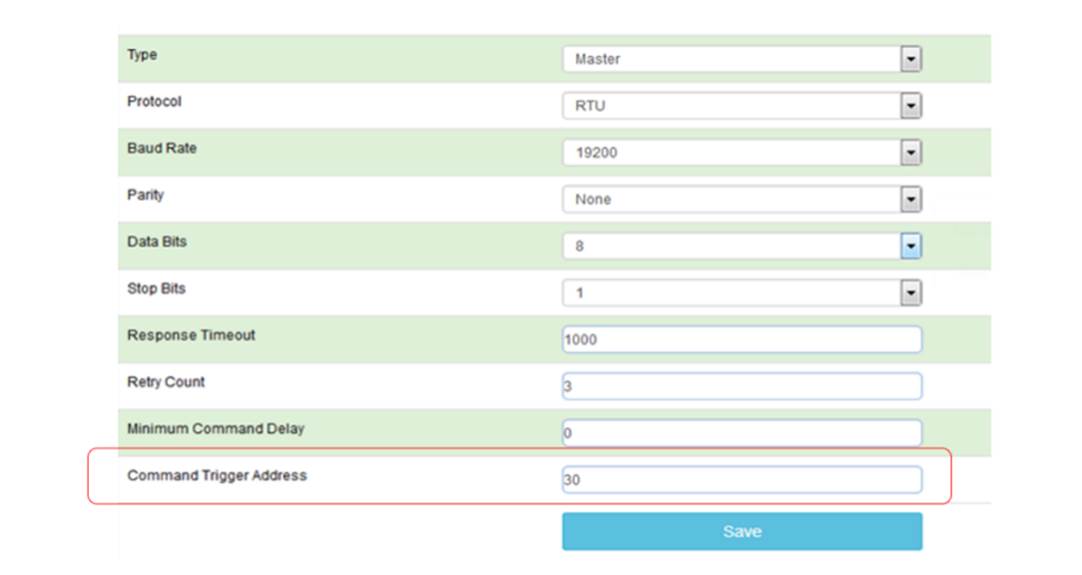 Type Master
Protocol RTU
Baud Rate 19200
Parity None
Data Bits 8
Stop Bits 1
Response Timeout 1000
Retry Count 3
Minimum Command Delay 0
Command Trigger Address 30
Save